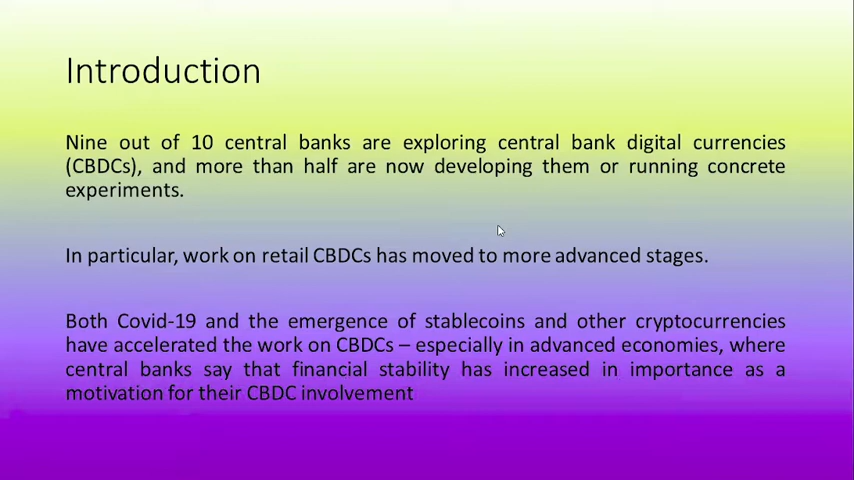 Introduction
Nine out of 10 central banks are exploring central bank digital currencies
(CBDCs), and more than half are now developing them or running concrete
experiments.
In particular, work on retail CBDCs has moved to more advanced stages.
Both Covid-19 and the emergence of stablecoins and other cryptocurrencies
have accelerated the work on CBDCs – especially in advanced economies, where
central banks say that financial stability has increased in importance as a
motivation for their CBDC involvement